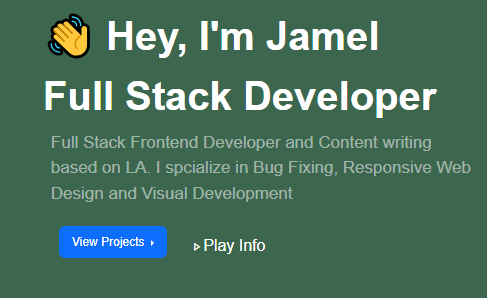 👋 Hey, I'm Jamel
Full Stack Developer
Full Stack Frontend Developer and Content writing
based on LA. I spcialize in Bug Fixing, Responsive Web
Design and Visual Development
View Projects
Play Info